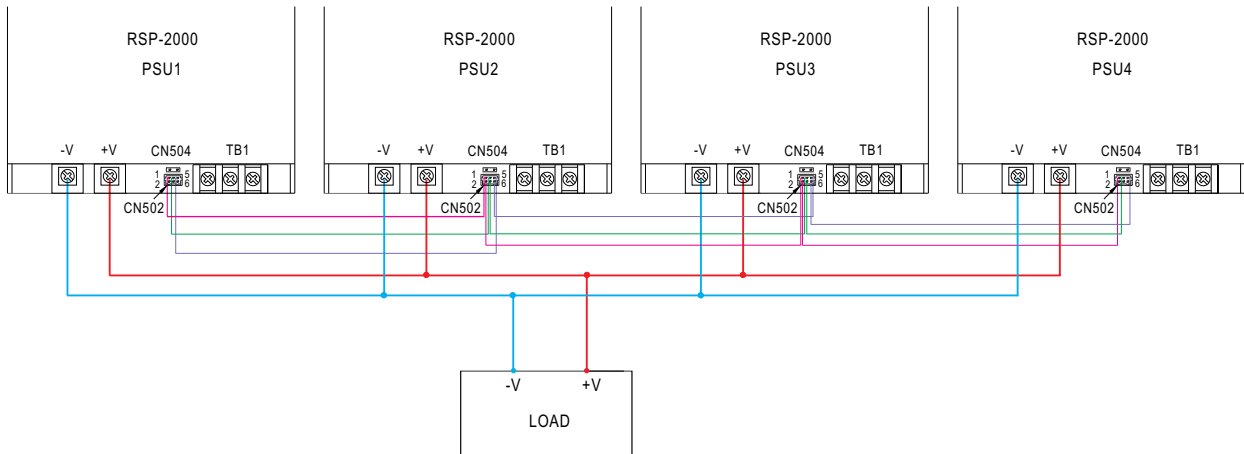 RSP-2000 RSP-2000 RSP-2000 RSP-2000
PSU1 PSU2 PSU3 PSU4
-V +V CN504 TB1 -V +V CN504 TB1 -V +V CN504 TB1 -V +V CN504 TB1
1 5 1 5 1 5 1 5
2 6 2 6 2 6 2 6
CN502 CN502 CN502 CN502
-V +V
LOAD